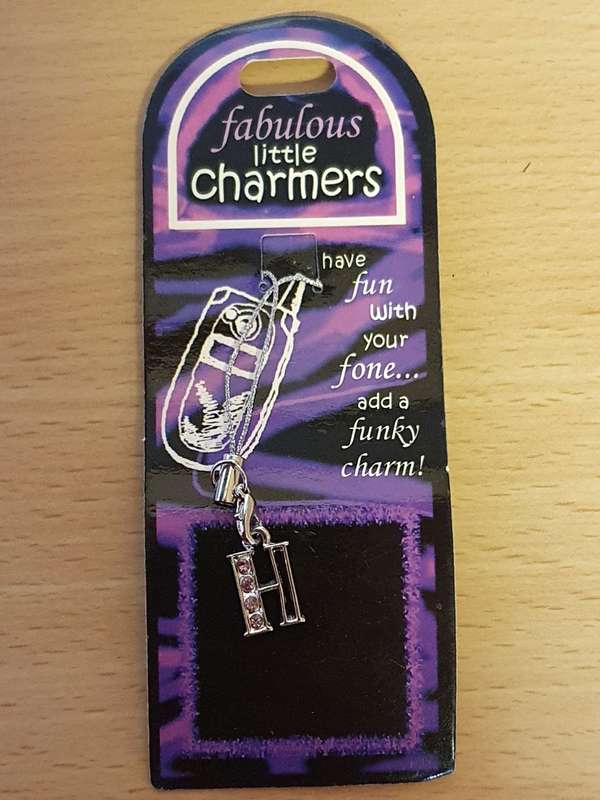 fabulous
little
charmers
have
fun
with
your
fone...
add a
funky
charm!
H